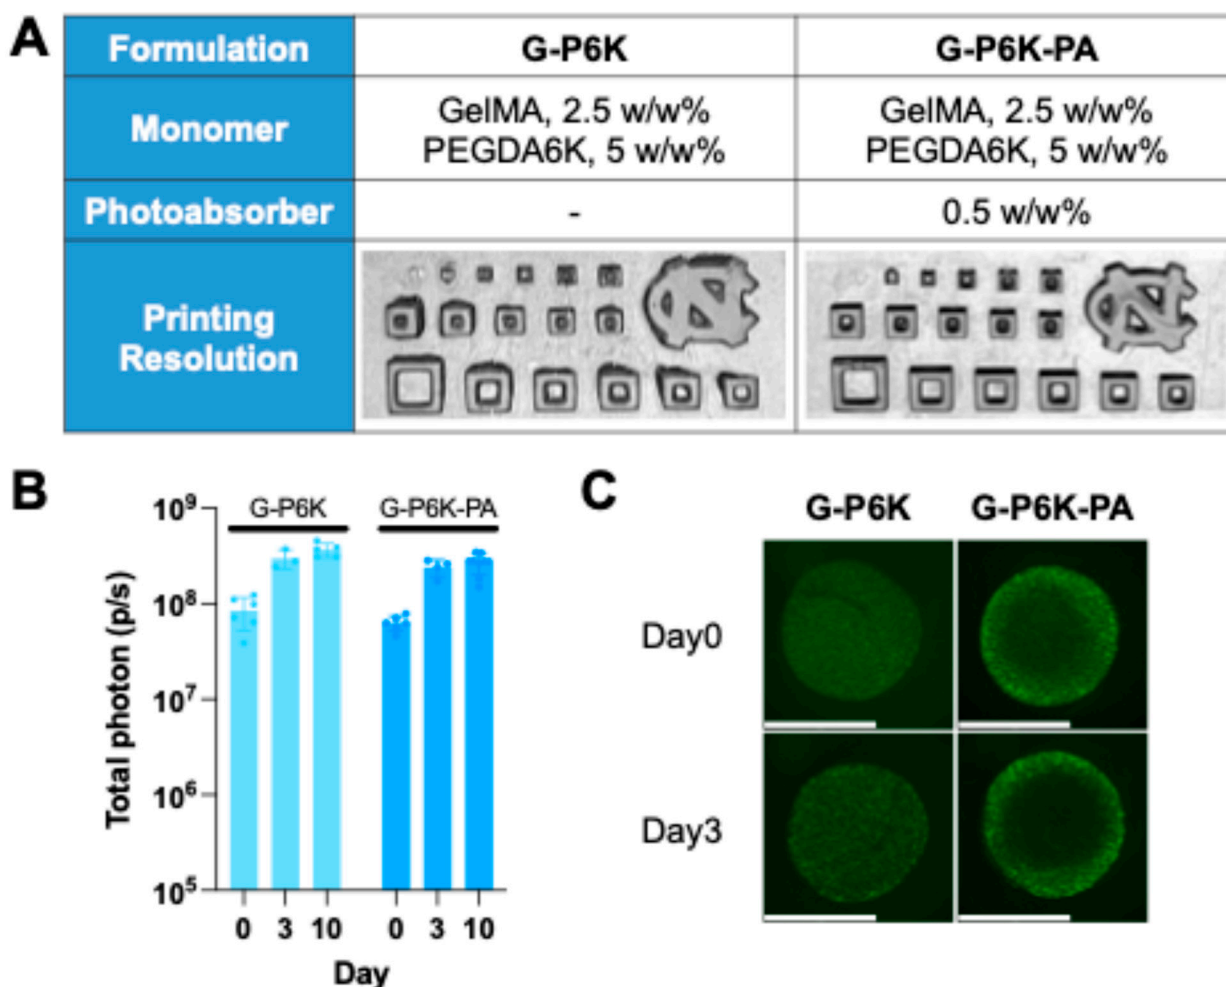 A
Formulation G-P6K G-P6K-PA
Monomer GelMA, 2.5 w/w% GelMA, 2.5 w/w%
PEGDA6K, 5 w/w% PEGDA6K, 5 w/w%
Photoabsorber - 0.5 w/w%
Printing
Resolution
B
G-P6K G-P6K-PA
Total photon (p/s)
10⁹
10⁸
10⁷
10⁶
10⁵
0 3 10 0 3 10
Day
C
G-P6K G-P6K-PA
Day0
Day3